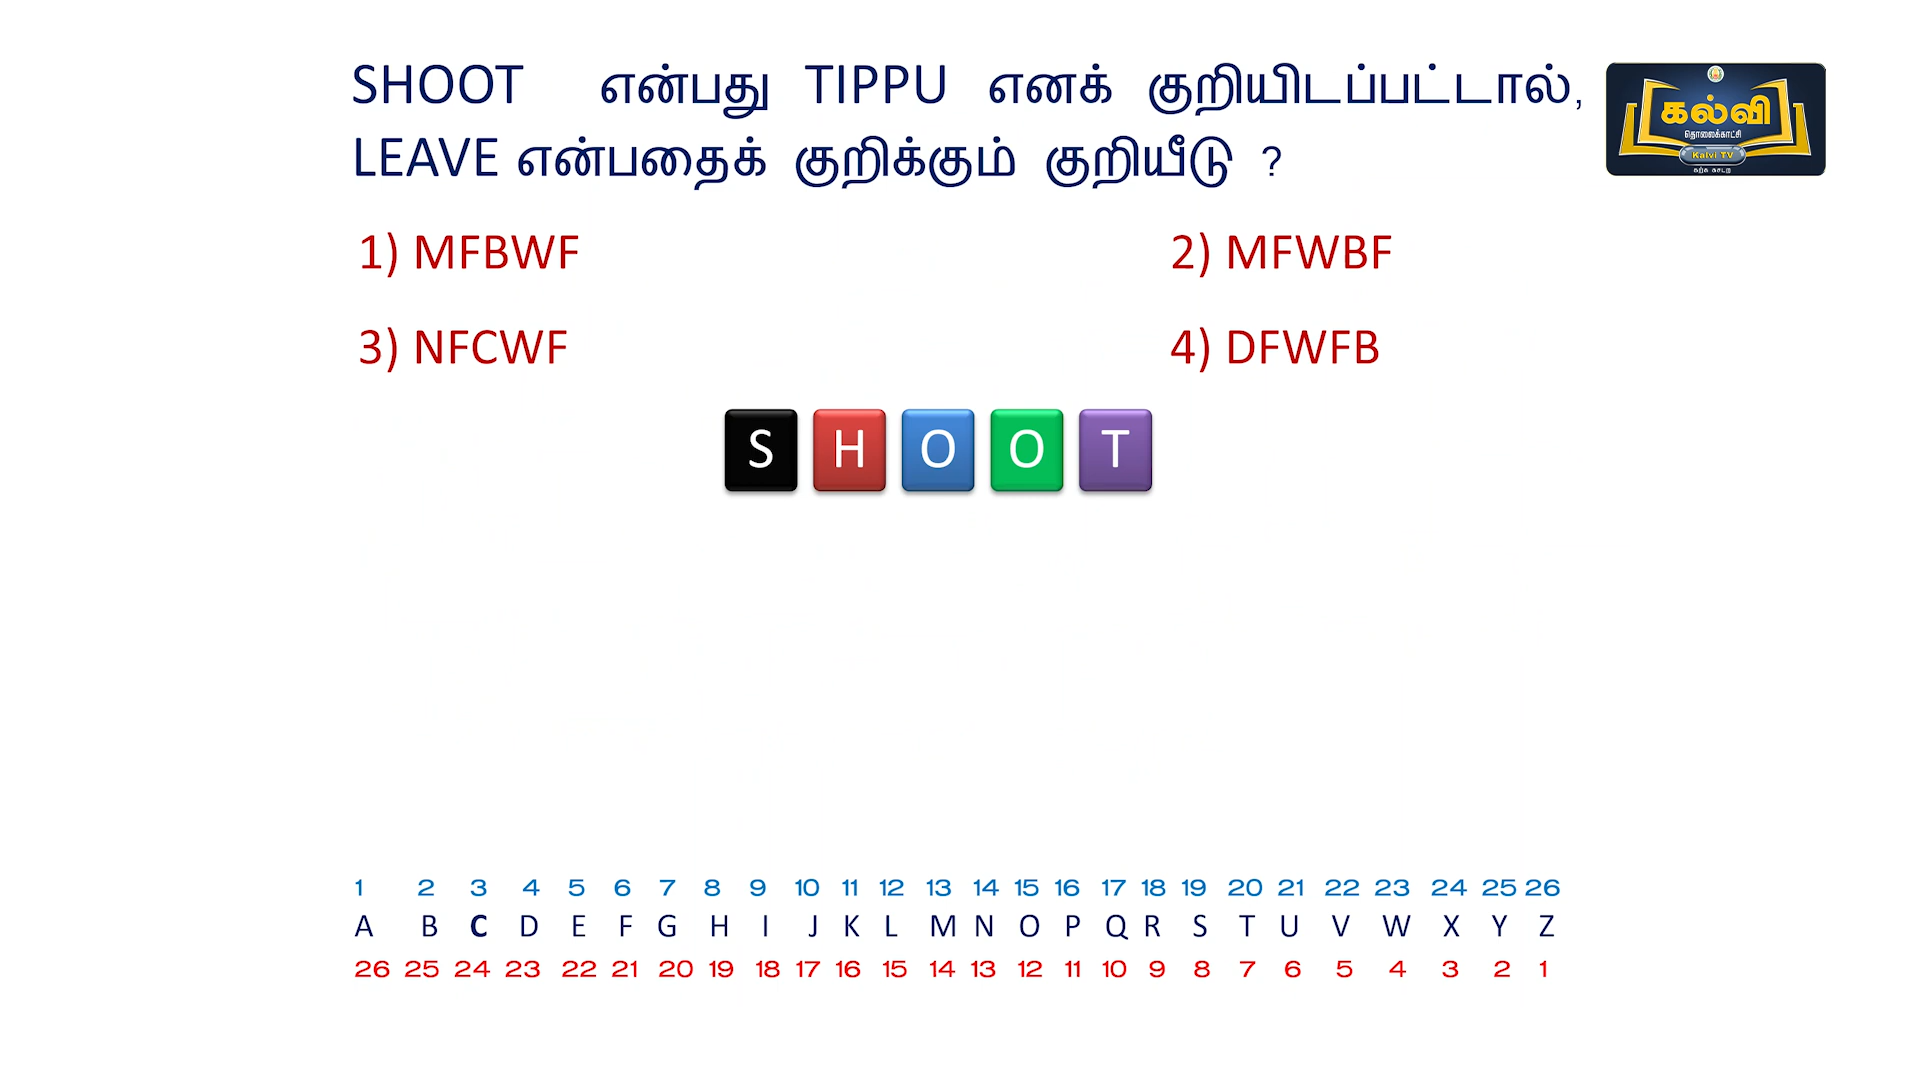 SHOOT என்பது TIPPU எனக் குறியிடப்பட்டால்,
LEAVE என்பதைக் குறிக்கும் குறியீடு ?
கல்வி
தொலைக்காட்சி
Kalvi TV
கற்க கசடற
1) MFBWF 2) MFWBF
3) NFCWF 4) DFWFB
S H O O T
1 2 3 4 5 6 7 8 9 10 11 12 13 14 15 16 17 18 19 20 21 22 23 24 25 26
A B C D E F G H I J K L M N O P Q R S T U V W X Y Z
26 25 24 23 22 21 20 19 18 17 16 15 14 13 12 11 10 9 8 7 6 5 4 3 2 1